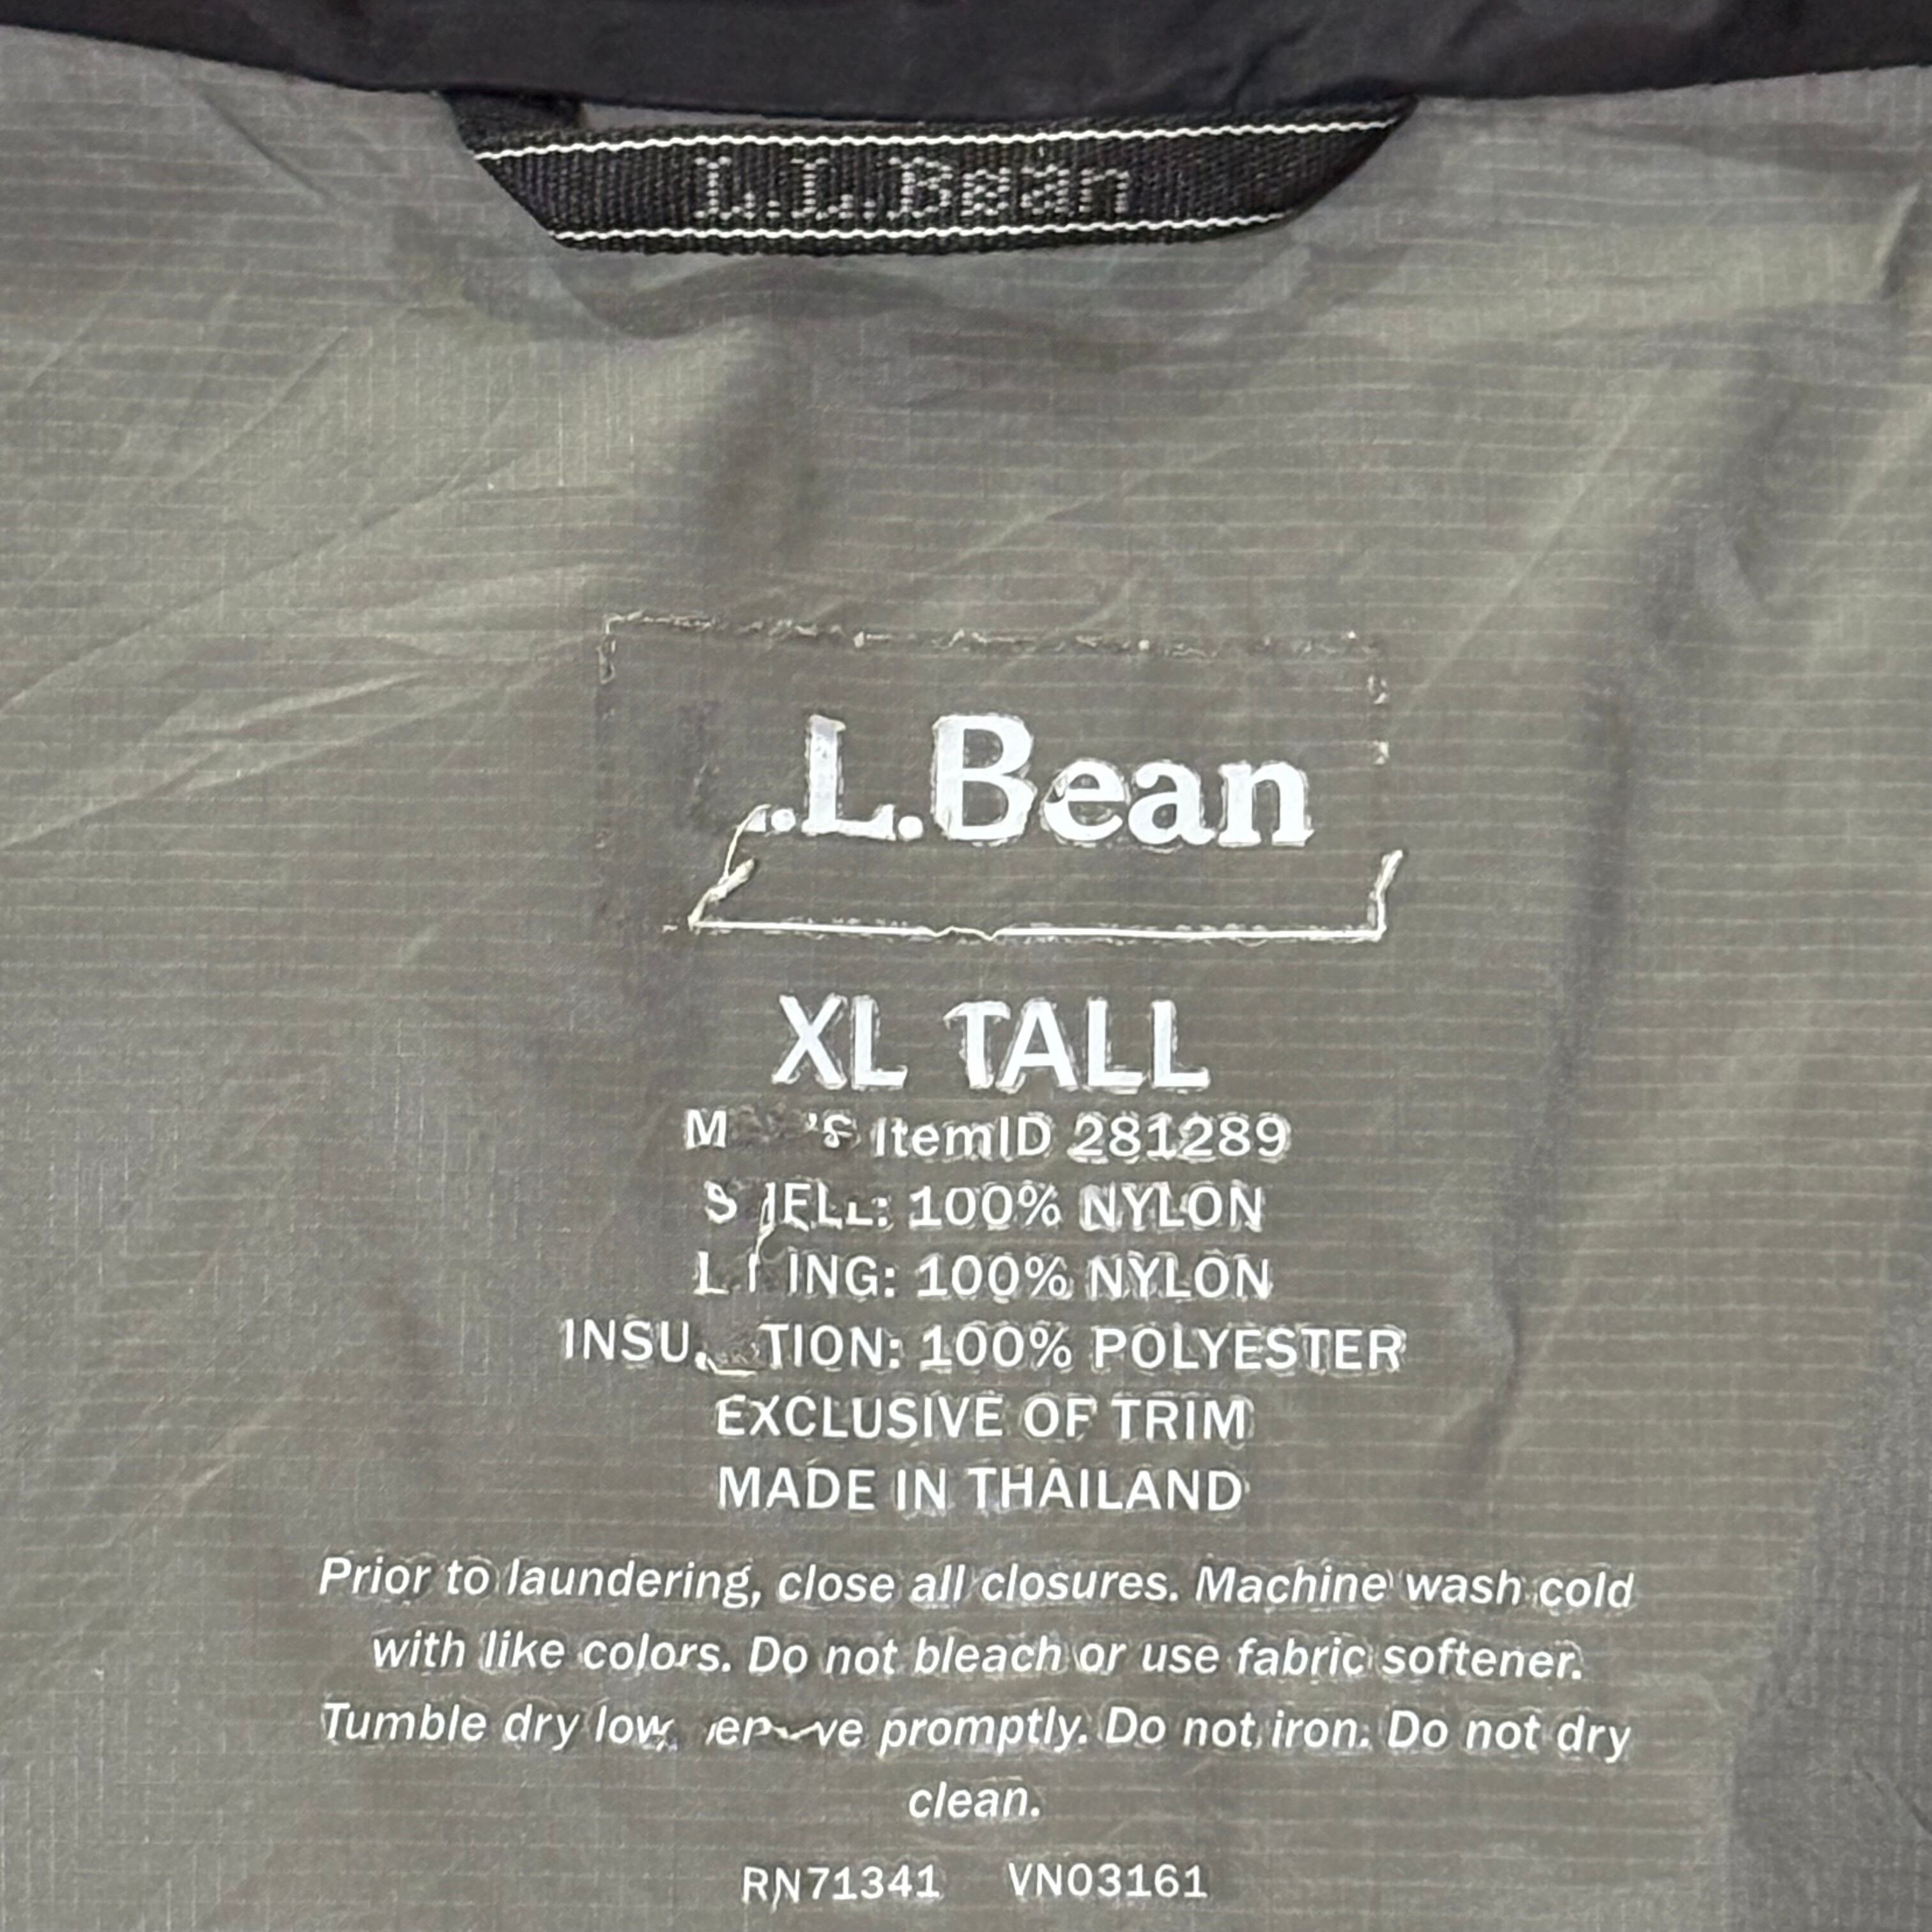 L.L.Bean
.L.Bean
XL TALL
ItemID 281289
100% NYLON
100% NYLON
100% POLYESTER
EXCLUSIVE OF TRIM
MADE IN THAILAND
Prior to laundering, close all closures. Machine wash cold
with like colors. Do not bleach or use fabric softener.
Tumble dry low, promptly. Do not iron. Do not dry
clean.
RN71341 VN03161